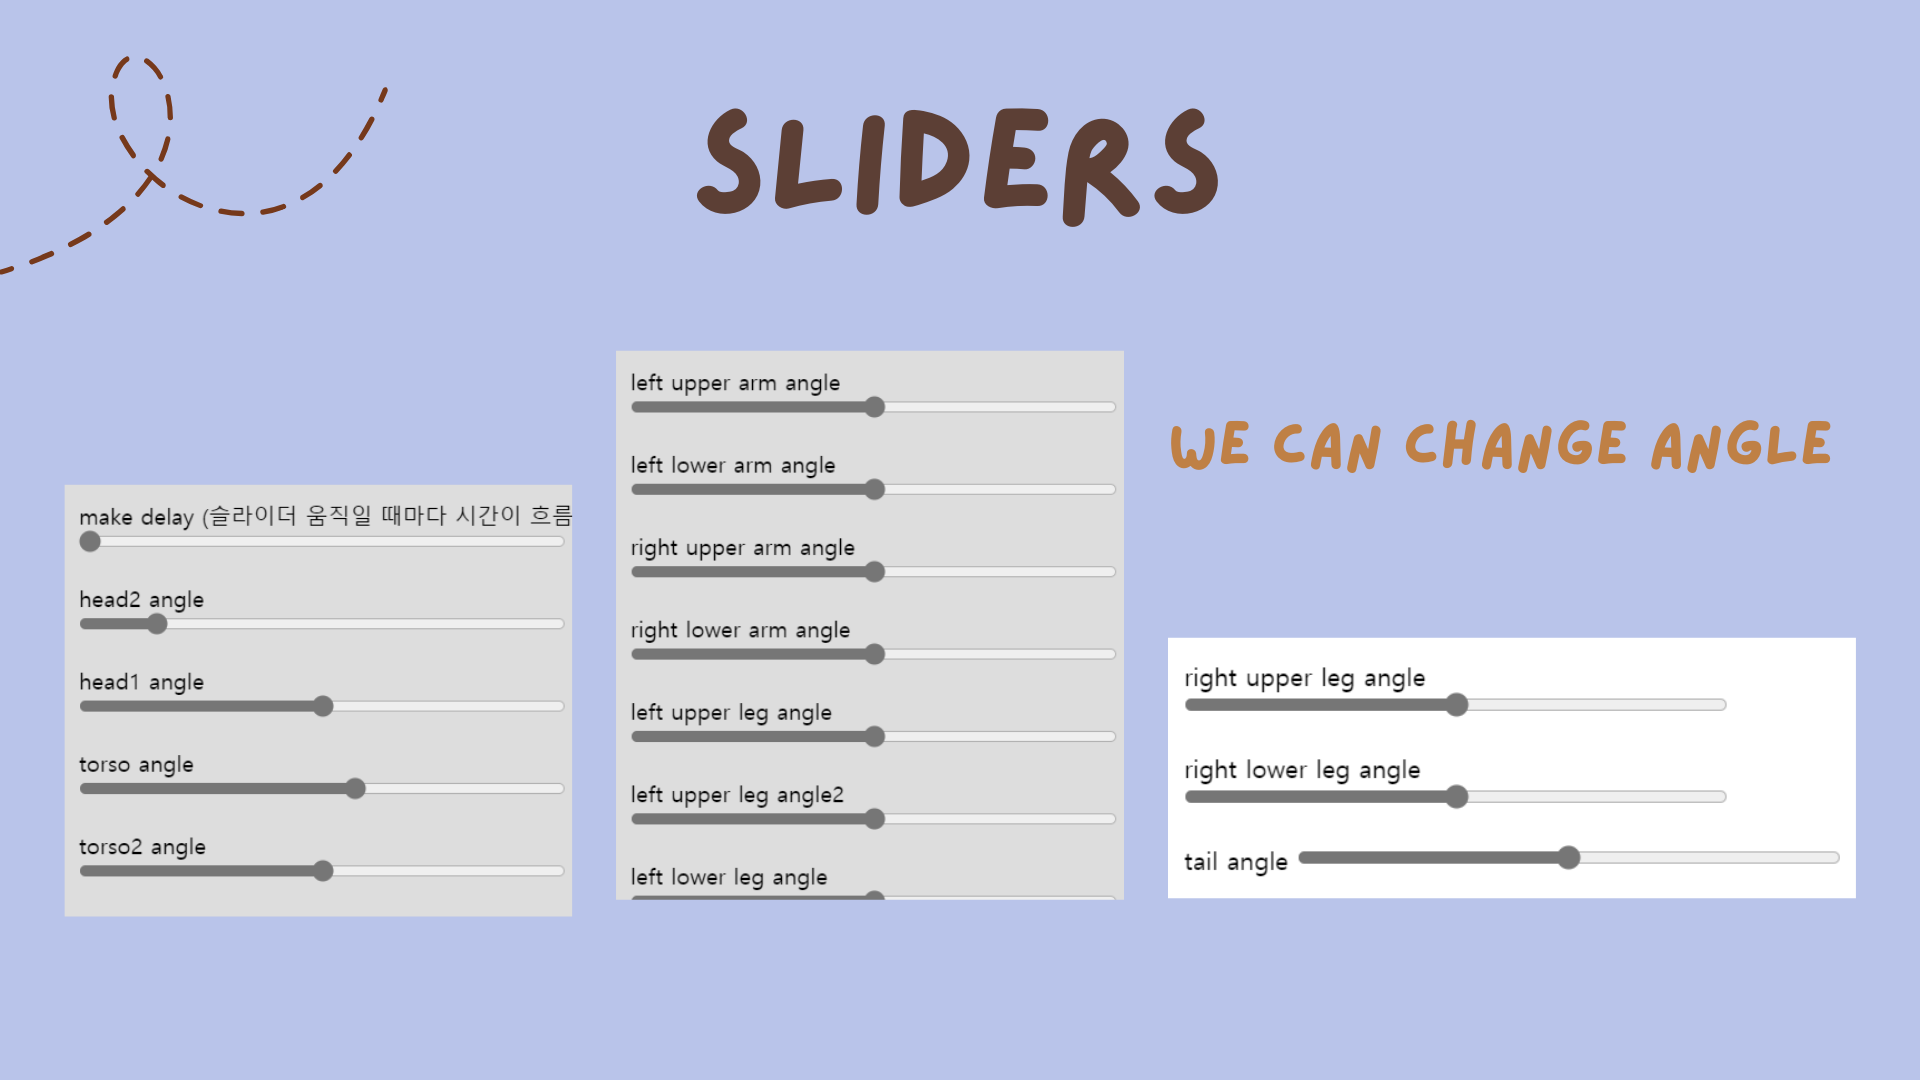 SLIDERS
make delay (슬라이더 움직일 때마다 시간이 흐름
head2 angle
head1 angle
torso angle
torso2 angle
left upper arm angle
left lower arm angle
right upper arm angle
right lower arm angle
left upper leg angle
left upper leg angle2
left lower leg angle
WE CAN CHANGE ANGLE
right upper leg angle
right lower leg angle
tail angle